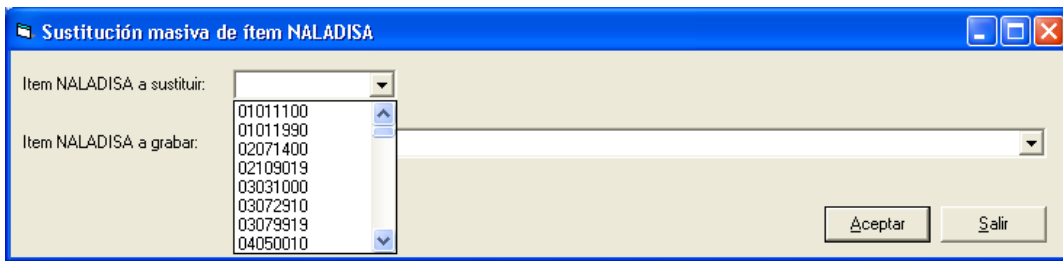 Sustitución masiva de ítem NALADISA
Item NALADISA a sustituir:
01011100
01011990
02071400
02109019
03031000
03072910
03079919
04050010
Item NALADISA a grabar:
Aceptar
Salir